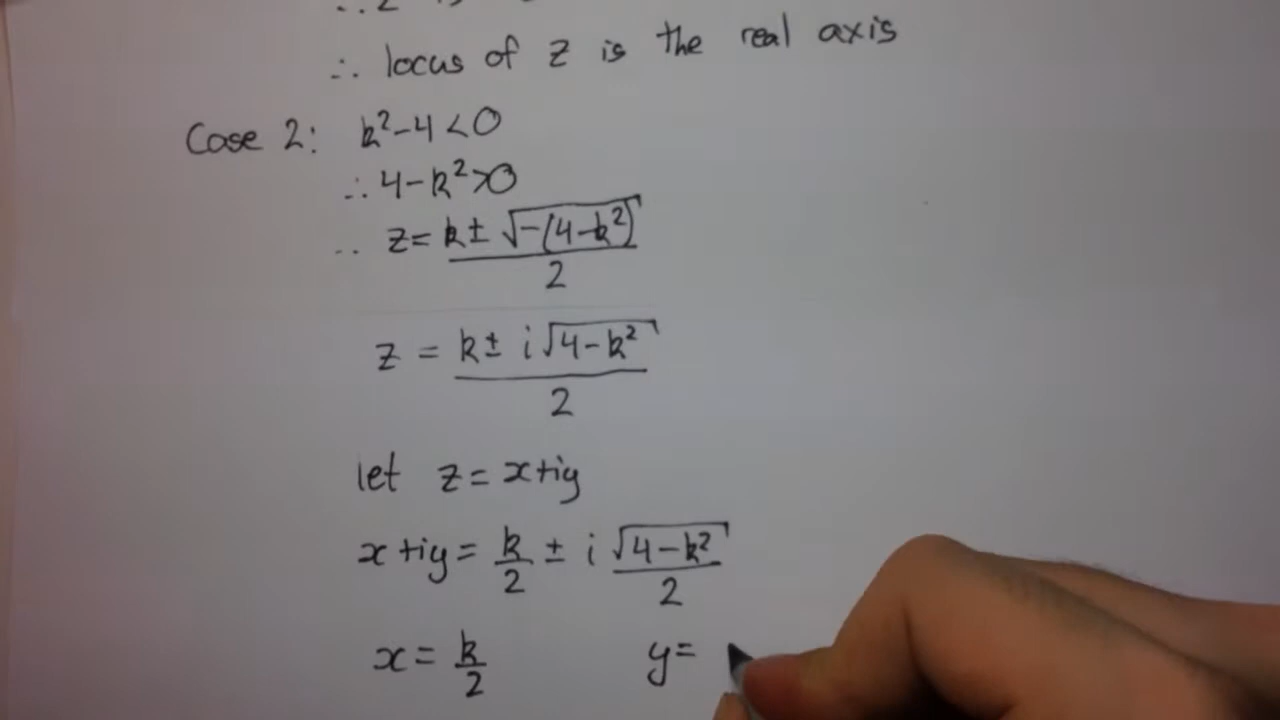 ∴ z is
∴ locus of z is the real axis
Case 2: k²-4<0
∴ 4-k²>0
∴ z= k± √-(4-k²) / 2
z = k± i√4-k² / 2
let z=x+iy
x+iy= k/2 ± i √4-k² / 2
x= k/2 y=